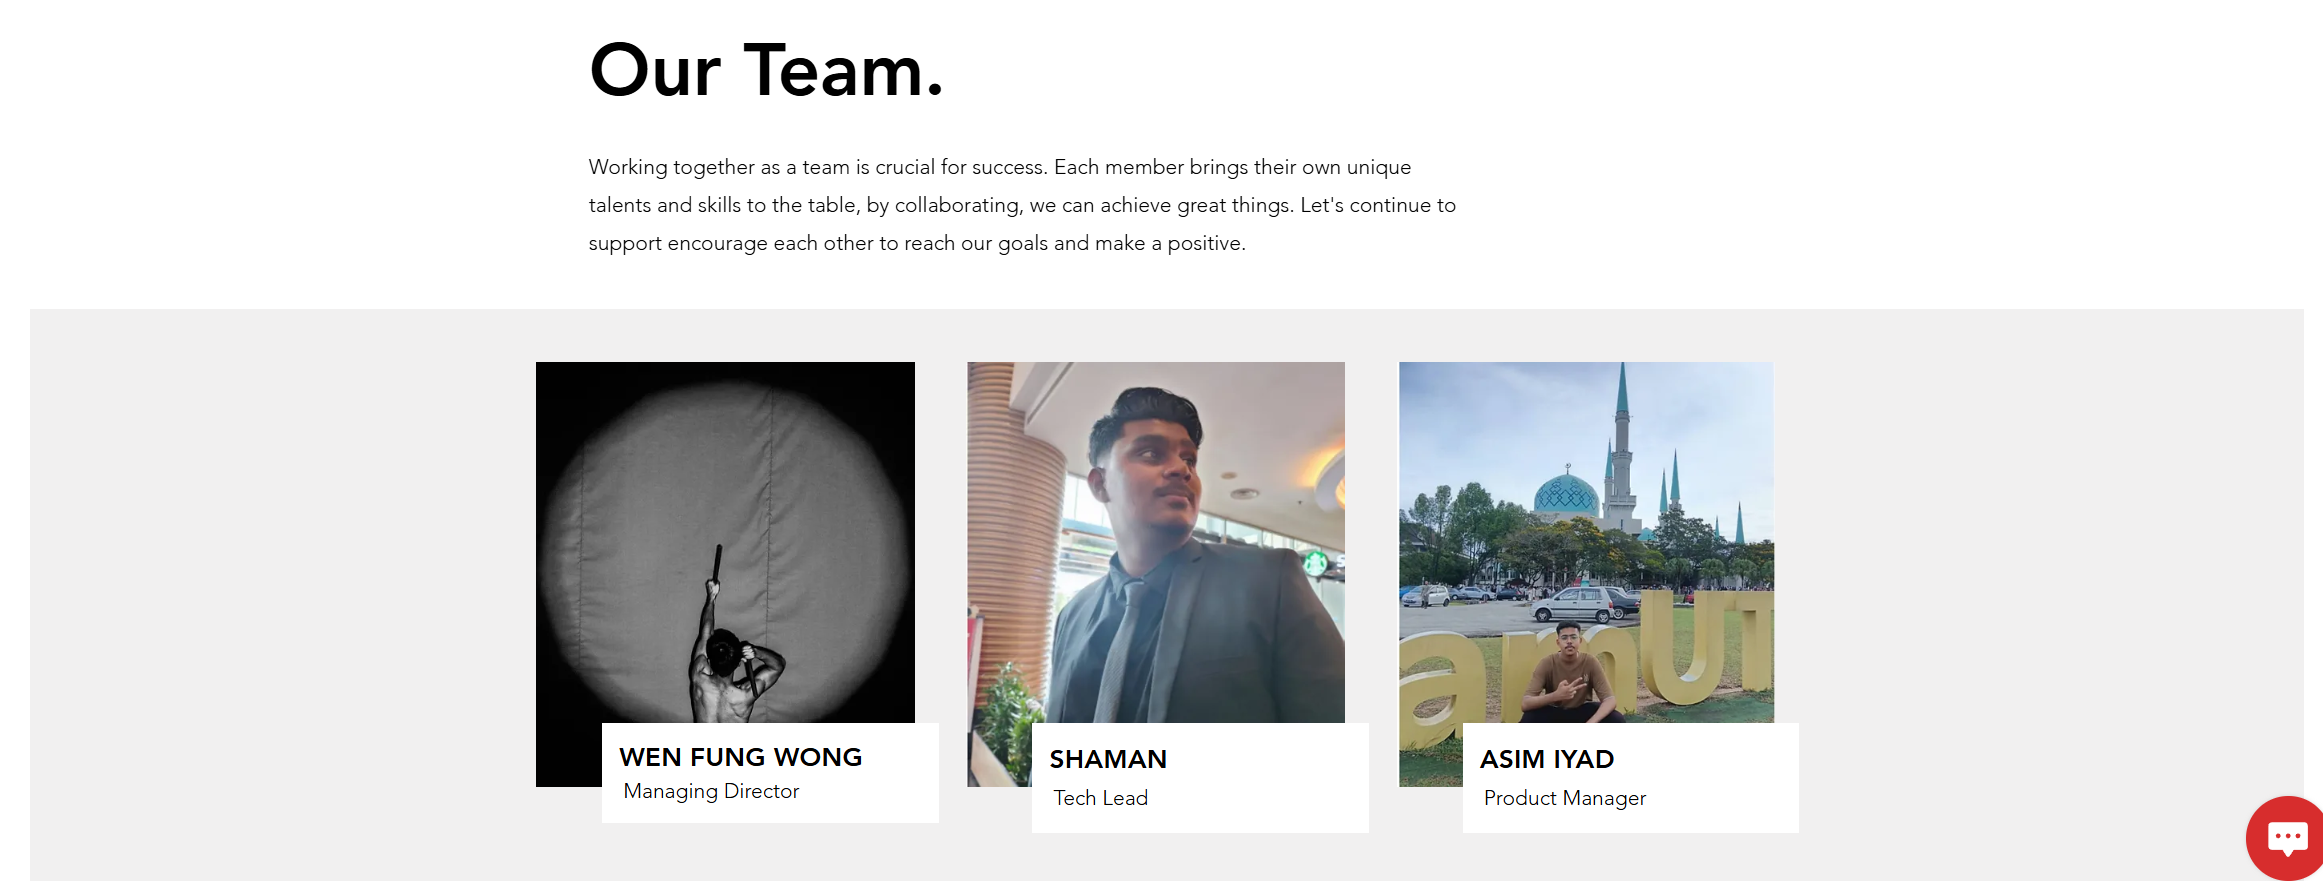 Our Team.
Working together as a team is crucial for success. Each member brings their own unique
talents and skills to the table, by collaborating, we can achieve great things. Let's continue to
support encourage each other to reach our goals and make a positive.
amUT
WEN FUNG WONG
Managing Director
SHAMAN
Tech Lead
ASIM IYAD
Product Manager